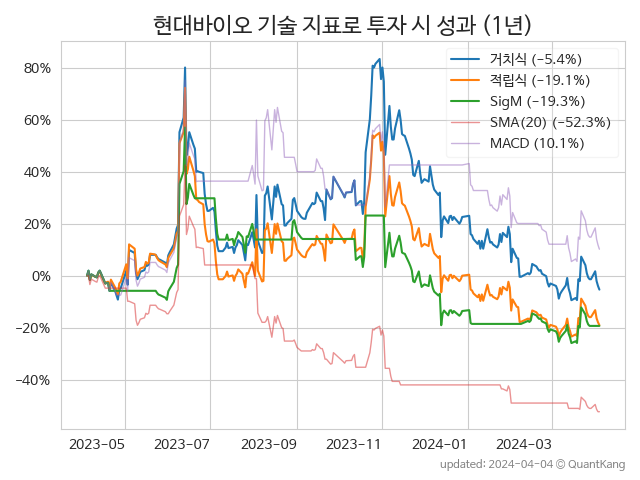 현대바이오 기술 지표로 투자 시 성과 (1년)
거치식 (−5.4%)
적립식 (−19.1%)
SigM (−19.3%)
SMA(20) (−52.3%)
MACD (10.1%)
80%
60%
40%
20%
0%
−20%
−40%
2023−05
2023−07
2023−09
2023−11
2024−01
2024−03
updated: 2024-04-04 ⓒ QuantKang